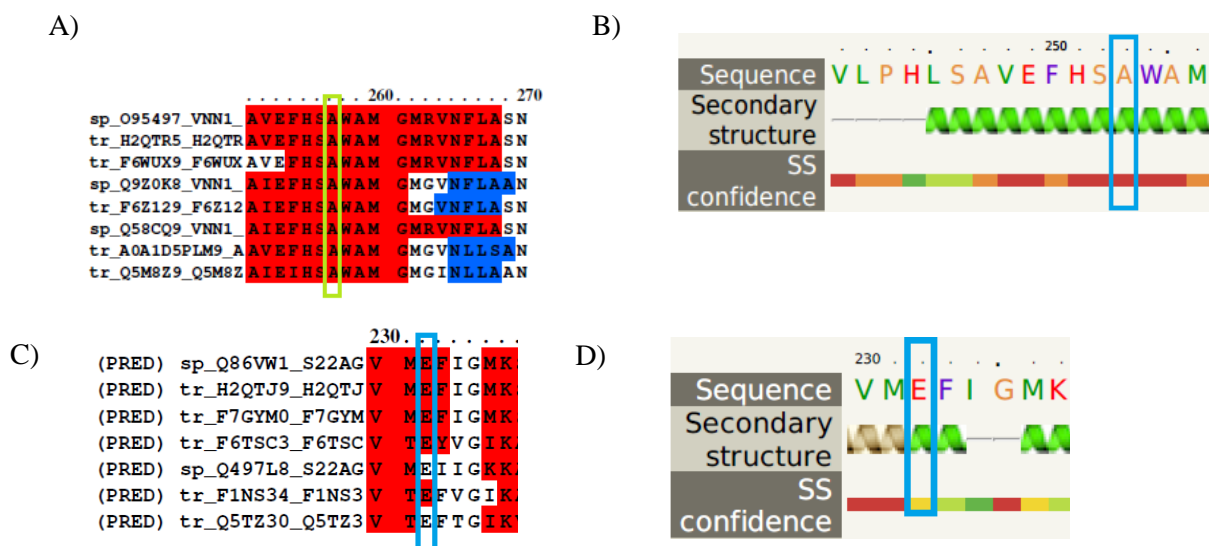 A)
.........260.........270
sp_O95497_VNN1_ AVEFHSAWAM GMRVNFLASN
tr_H2QTR5_H2QTR AVEFHSAWAM GMRVNFLASN
tr_F6WUX9_F6WUX AVEFHSAWAM GMRVNFLASN
sp_Q9Z0K8_VNN1_ AIEFHSAWAM GMGVNFLAAN
tr_F6Z129_F6Z12 AIEFHSAWAM GMGVNFLASN
sp_Q58CQ9_VNN1_ AIEFHSAWAM GMRVNFLASN
tr_A0A1D5PLM9_A AVEFHSAWAM GMGVNLLSAN
tr_Q5M8Z9_Q5M8Z AIEIHSAWAM GMGINLLAAN
B)
250
Sequence V L P H L S A V E F H S A W A M
Secondary
structure
SS
confidence
C)
230.......
(PRED) sp_Q86VW1_S22AG V MEFIGMK
(PRED) tr_H2QTJ9_H2QTJ V MEFIGMK
(PRED) tr_F7GYM0_F7GYM V MEFIGMK
(PRED) tr_F6TSC3_F6TSC V TEYVGIK
(PRED) sp_Q497L8_S22AG V MEIIGKK
(PRED) tr_F1NS34_F1NS3 V TEFVGIK
(PRED) tr_Q5TZ30_Q5TZ3 V TEFTGIK
D)
230
Sequence V M E F I G M K
Secondary
structure
SS
confidence